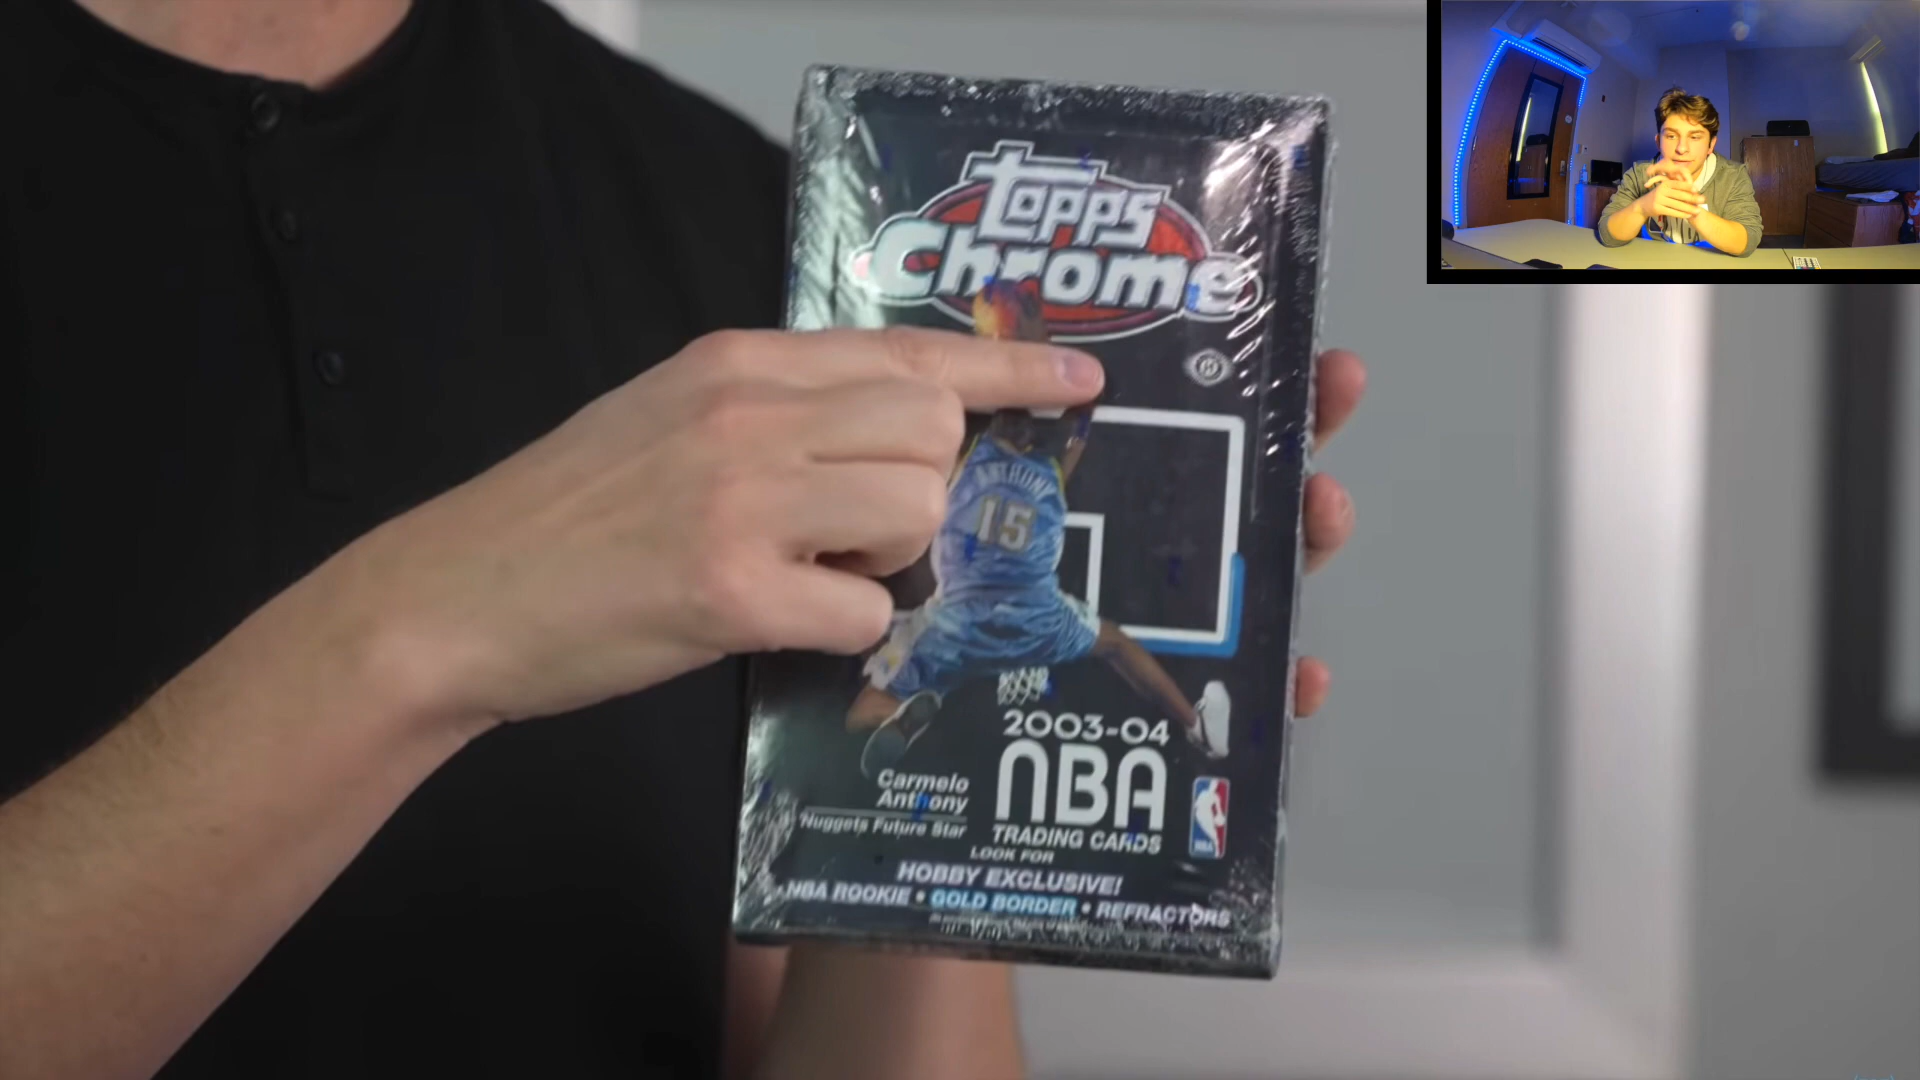 Topps
Chrome
ANTHONY
15
2003-04
NBA
Carmelo
Anthony
Nuggets Future Star
TRADING CARDS
LOOK FOR
HOBBY EXCLUSIVE!
NBA ROOKIE • GOLD BORDER • REFRACTORS